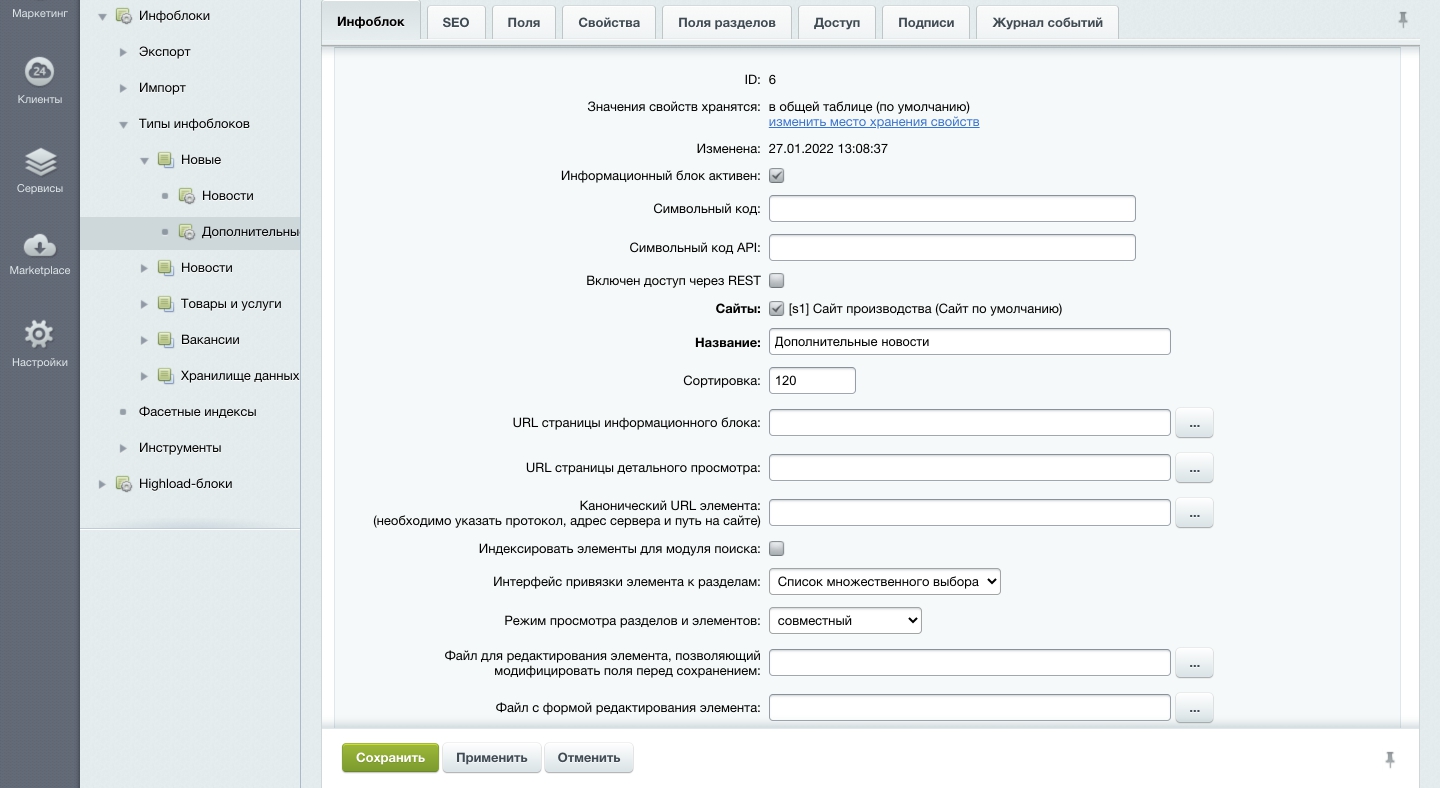 Маркетинг
24
Клиенты
Сервисы
Marketplace
Настройки
Инфоблоки
Экспорт
Импорт
Типы инфоблоков
Новые
Новости
Дополнительные
Новости
Товары и услуги
Вакансии
Хранилище данных
Фасетные индексы
Инструменты
Highload-блоки
Инфоблок SEO Поля Свойства Поля разделов Доступ Подписи Журнал событий
ID: 6
Значения свойств хранятся: в общей таблице (по умолчанию)
изменить место хранения свойств
Изменена: 27.01.2022 13:08:37
Информационный блок активен:
Символьный код:
Символьный код API:
Включен доступ через REST
Сайты: [s1] Сайт производства (Сайт по умолчанию)
Название: Дополнительные новости
Сортировка: 120
URL страницы информационного блока: ...
URL страницы детального просмотра: ...
Канонический URL элемента:
(необходимо указать протокол, адрес сервера и путь на сайте) ...
Индексировать элементы для модуля поиска:
Интерфейс привязки элемента к разделам: Список множественного выбора
Режим просмотра разделов и элементов: совместный
Файл для редактирования элемента, позволяющий
модифицировать поля перед сохранением: ...
Файл с формой редактирования элемента: ...
Сохранить Применить Отменить